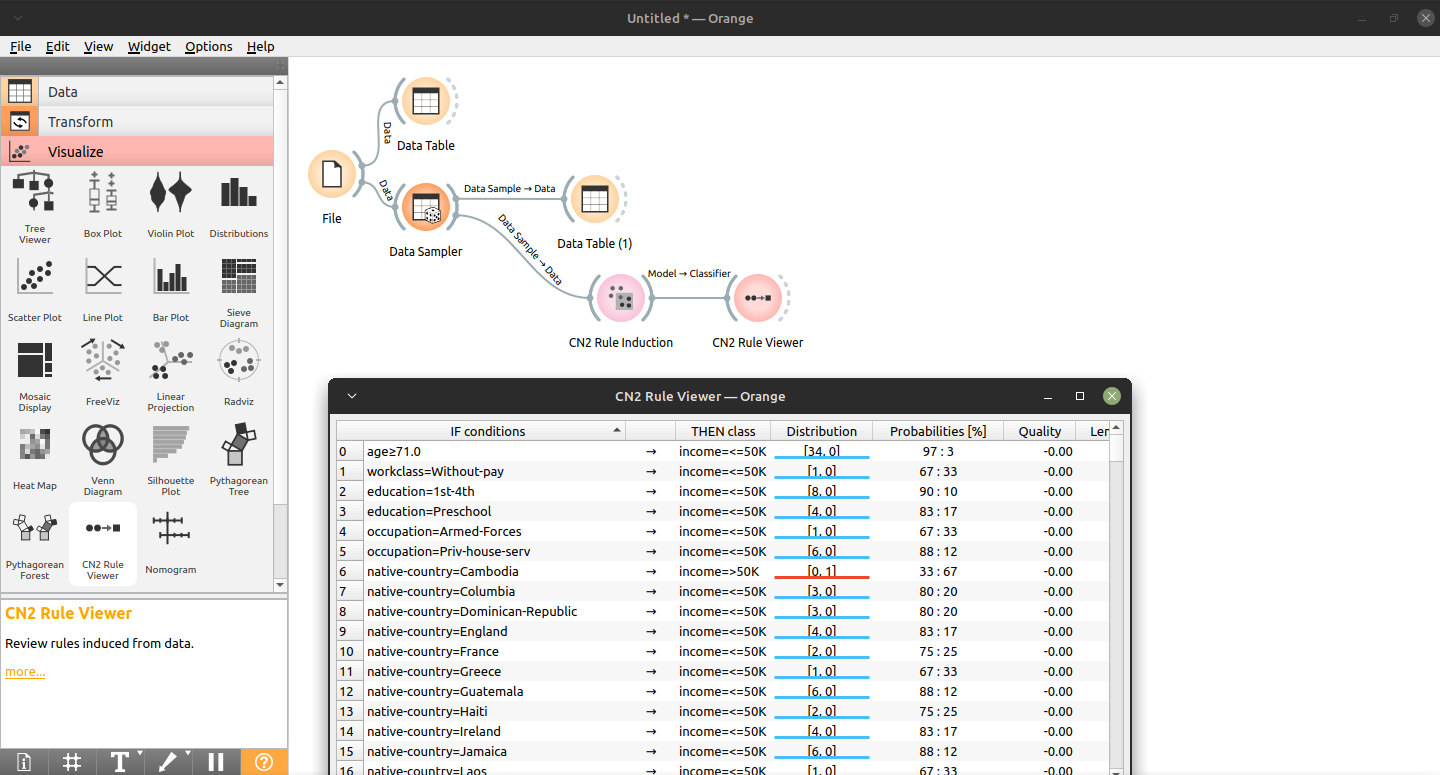 Untitled * — Orange
File Edit View Widget Options Help
Data
Transform
Visualize
Tree Viewer
Box Plot
Violin Plot
Distributions
Scatter Plot
Line Plot
Bar Plot
Sieve Diagram
Mosaic Display
FreeViz
Linear Projection
Radviz
Heat Map
Venn Diagram
Silhouette Plot
Pythagorean Tree
Pythagorean Forest
CN2 Rule Viewer
Nomogram
CN2 Rule Viewer
Review rules induced from data.
more...
File
Data
Data Table
Data
Data Sampler
Data Sample → Data
Data Table (1)
Data Sample → Data
CN2 Rule Induction
Model → Classifier
CN2 Rule Viewer
CN2 Rule Viewer — Orange
IF conditions THEN class Distribution Probabilities [%] Quality Ler
0 age≥71.0 → income=<=50K [34, 0] 97 : 3 -0.00
1 workclass=Without-pay → income=<=50K [1, 0] 67 : 33 -0.00
2 education=1st-4th → income=<=50K [8, 0] 90 : 10 -0.00
3 education=Preschool → income=<=50K [4, 0] 83 : 17 -0.00
4 occupation=Armed-Forces → income=<=50K [1, 0] 67 : 33 -0.00
5 occupation=Priv-house-serv → income=<=50K [6, 0] 88 : 12 -0.00
6 native-country=Cambodia → income=>50K [0, 1] 33 : 67 -0.00
7 native-country=Columbia → income=<=50K [3, 0] 80 : 20 -0.00
8 native-country=Dominican-Republic → income=<=50K [3, 0] 80 : 20 -0.00
9 native-country=England → income=<=50K [4, 0] 83 : 17 -0.00
10 native-country=France → income=<=50K [2, 0] 75 : 25 -0.00
11 native-country=Greece → income=<=50K [1, 0] 67 : 33 -0.00
12 native-country=Guatemala → income=<=50K [6, 0] 88 : 12 -0.00
13 native-country=Haiti → income=<=50K [2, 0] 75 : 25 -0.00
14 native-country=Ireland → income=<=50K [4, 0] 83 : 17 -0.00
15 native-country=Jamaica → income=<=50K [6, 0] 88 : 12 -0.00
16 native-country=Laos → income=<=50K [1, 0] 67 : 33 -0.00